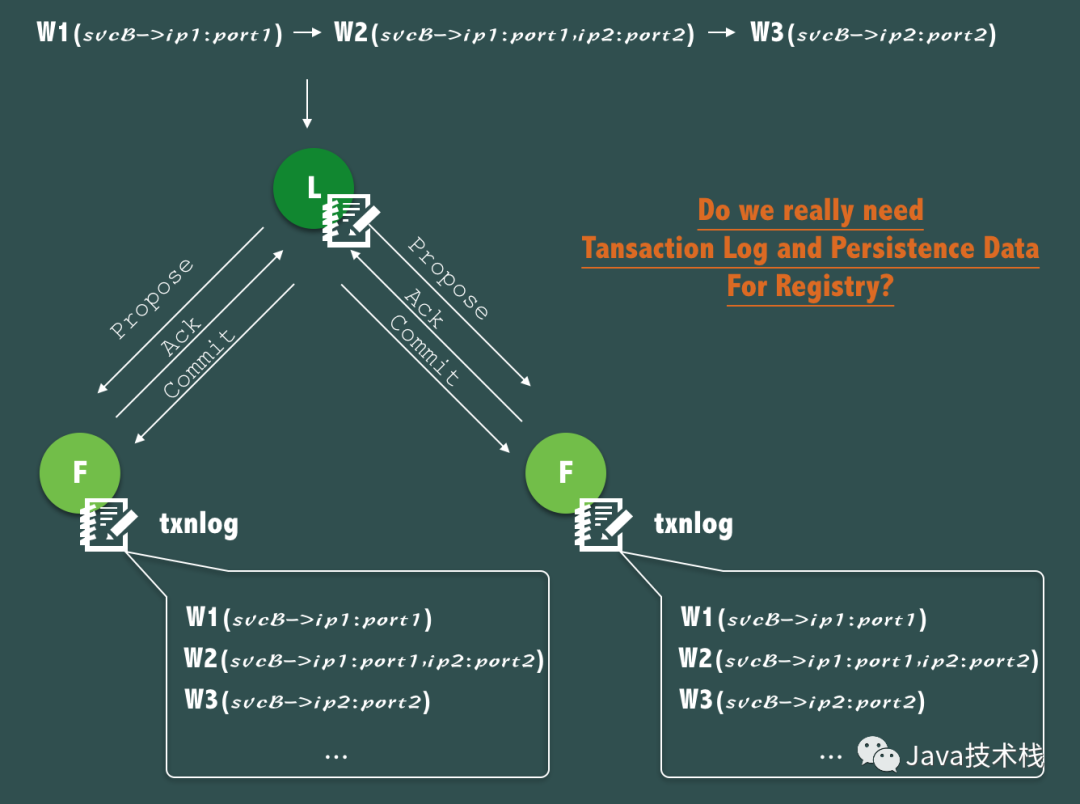 W1(svcB->ip1:port1) → W2(svcB->ip1:port1,ip2:port2) → W3(svcB->ip2:port2)
L
Do we really need
Tansaction Log and Persistence Data
For Registry?
Propose
Ack
Commit
Propose
Ack
Commit
F
txnlog
W1(svcB->ip1:port1)
W2(svcB->ip1:port1,ip2:port2)
W3(svcB->ip2:port2)
...
F
txnlog
W1(svcB->ip1:port1)
W2(svcB->ip1:port1,ip2:port2)
W3(svcB->ip2:port2)
...
Java技术栈